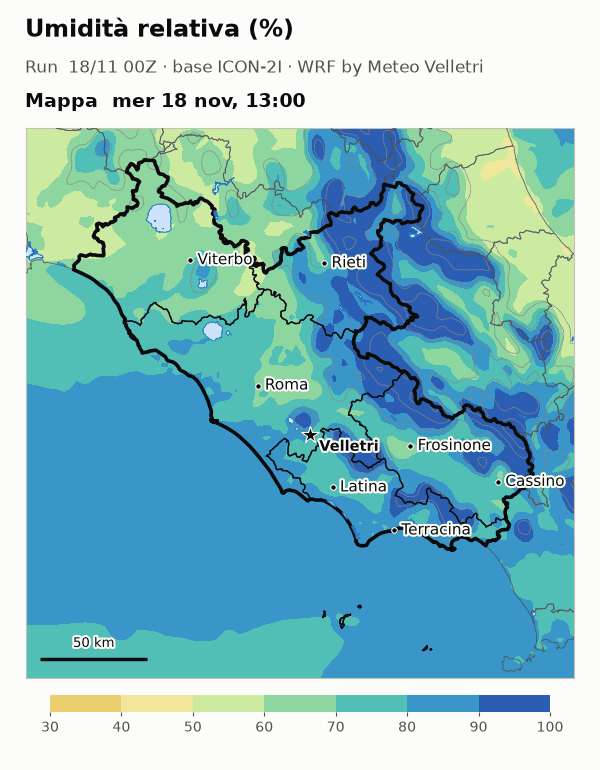 Umidità relativa (%)
Run  18/11 00Z · base ICON-2I · WRF by Meteo Velletri
Mappa  mer 18 nov, 13:00
Viterbo
Rieti
Roma
Velletri
Frosinone
Cassino
Latina
Terracina
50 km
30 40 50 60 70 80 90 100